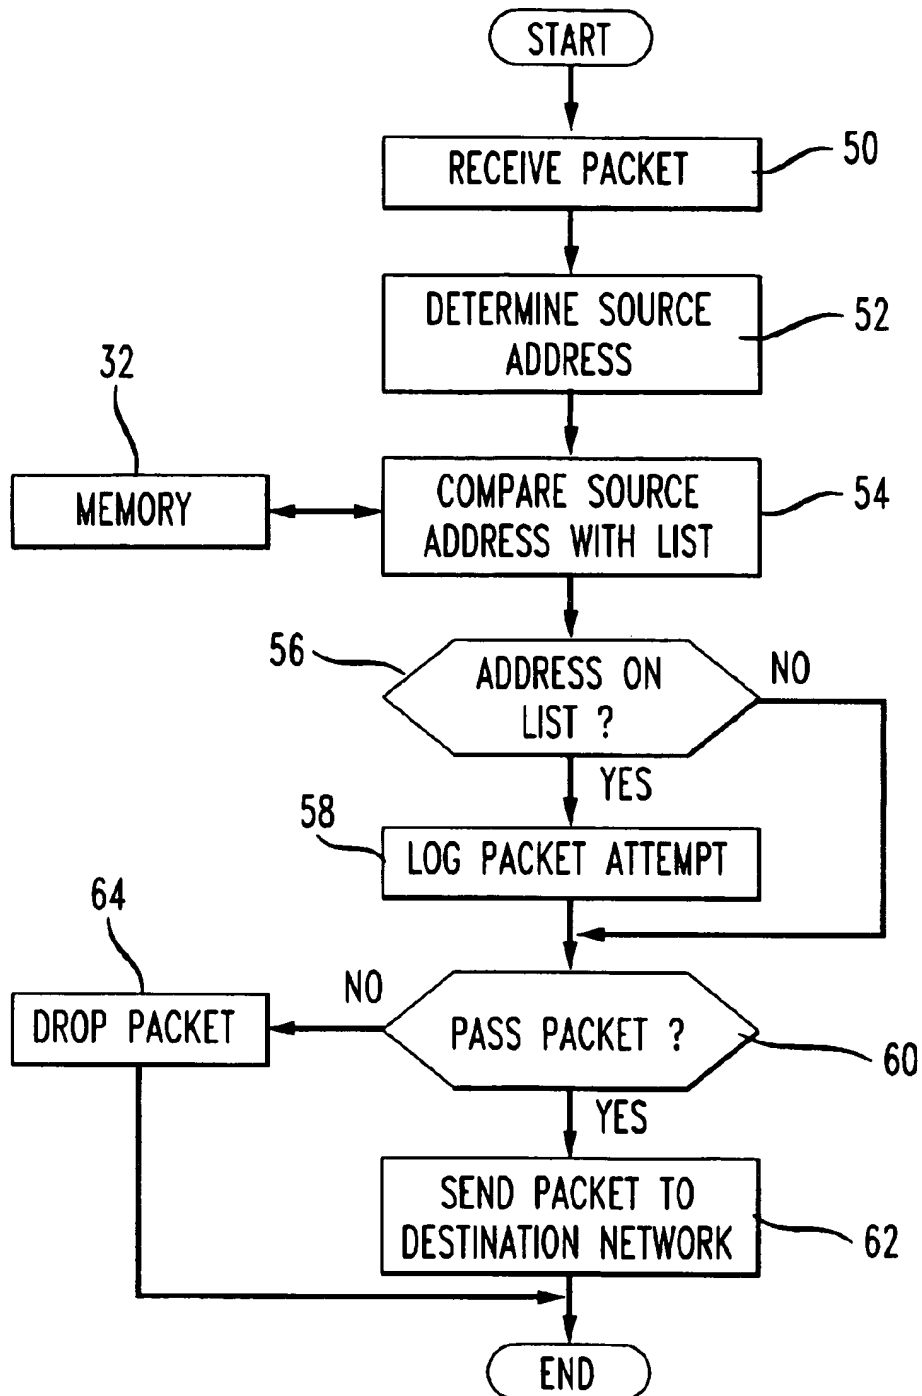 START
RECEIVE PACKET
50
DETERMINE SOURCE
ADDRESS
52
32
MEMORY
COMPARE SOURCE
ADDRESS WITH LIST
54
56
ADDRESS ON
LIST ?
NO
YES
58
LOG PACKET ATTEMPT
64
NO
DROP PACKET
PASS PACKET ?
60
YES
SEND PACKET TO
DESTINATION NETWORK
62
END